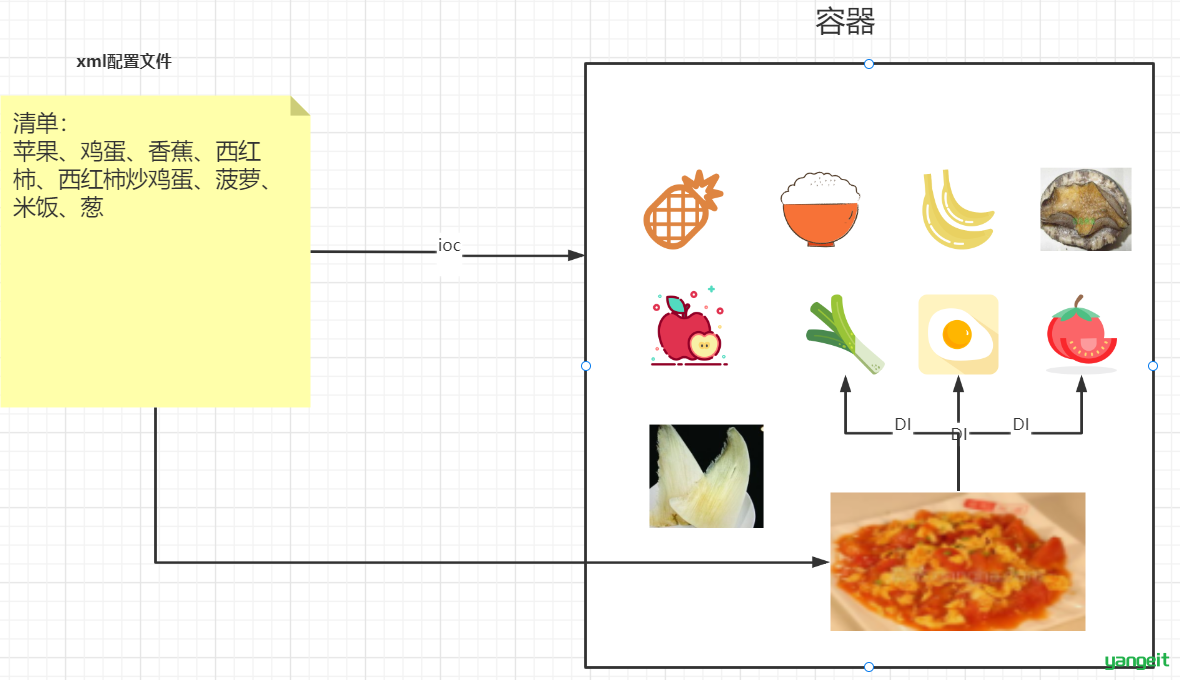 容器
xml配置文件
清单：
苹果、鸡蛋、香蕉、西红
柿、西红柿炒鸡蛋、菠萝、
米饭、葱
ioc
DI
DI
DI
yangeit